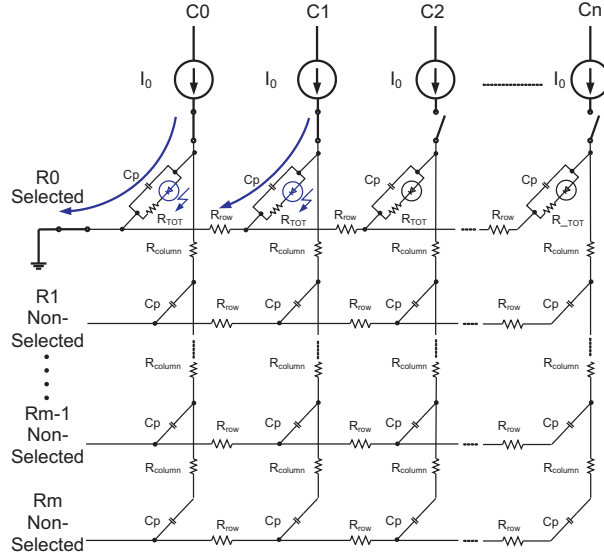 C0 C1 C2 Cn
I0 I0 I0 I0
R0 Selected
Cp Cp Cp Cp
RTOT RTOT RTOT R_TOT
Rrow Rrow Rrow
Rcolumn Rcolumn Rcolumn Rcolumn
R1 Non-Selected
Cp Cp Cp Cp
Rrow Rrow Rrow
Rcolumn Rcolumn Rcolumn Rcolumn
Rm-1 Non-Selected
Cp Cp Cp Cp
Rrow Rrow Rrow
Rcolumn Rcolumn Rcolumn Rcolumn
Rm Non-Selected
Cp Cp Cp Cp
Rrow Rrow Rrow